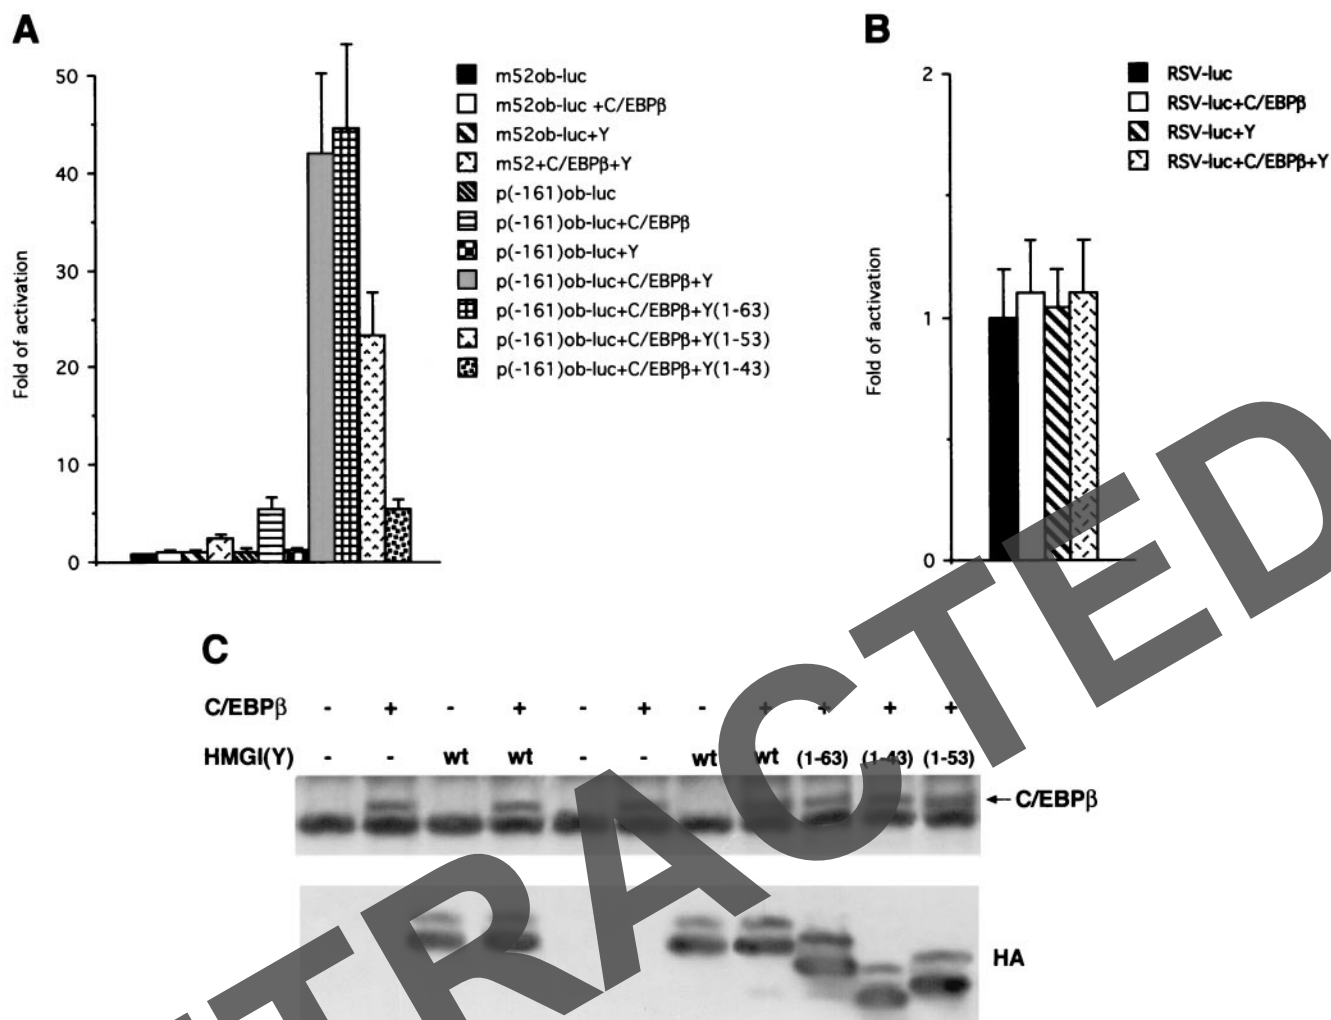 A
50
40
30
20
10
0
Fold of activation
m52ob-luc
m52ob-luc +C/EBPβ
m52ob-luc+Y
m52+C/EBPβ+Y
p(-161)ob-luc
p(-161)ob-luc+C/EBPβ
p(-161)ob-luc+Y
p(-161)ob-luc+C/EBPβ+Y
p(-161)ob-luc+C/EBPβ+Y(1-63)
p(-161)ob-luc+C/EBPβ+Y(1-53)
p(-161)ob-luc+C/EBPβ+Y(1-43)
B
2
1
0
Fold of activation
RSV-luc
RSV-luc+C/EBPβ
RSV-luc+Y
RSV-luc+C/EBPβ+Y
C
C/EBPβ - + - + - + - + + + +
HMGI(Y) - - wt wt - - wt wt (1-63) (1-43) (1-53)
C/EBPβ
HA
TRACTED